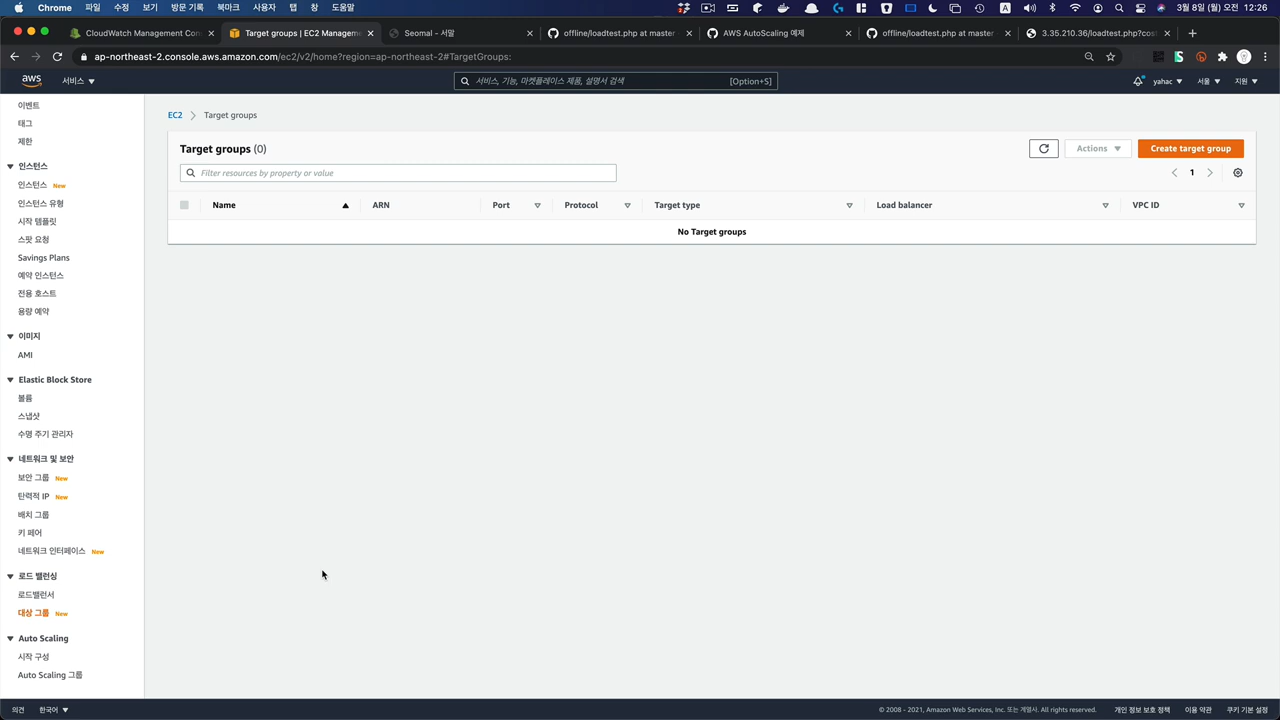 Chrome 파일 수정 보기 방문 기록 북마크 사용자 탭 창 도움말 3월 8일 (월) 오전 12:26
CloudWatch Management Con
Target groups | EC2 Manageme
Seomal - 서말
offline/loadtest.php at master
AWS AutoScaling 예제
offline/loadtest.php at master
3.35.210.36/loadtest.php?cost
ap-northeast-2.console.aws.amazon.com/ec2/v2/home?region=ap-northeast-2#TargetGroups:
aws 서비스 서비스, 기능, 마켓플레이스 제품, 설명서 검색 [Option+S] yahac 서울 지원
이벤트
태그
제한
인스턴스
인스턴스 New
인스턴스 유형
시작 템플릿
스팟 요청
Savings Plans
예약 인스턴스
전용 호스트
용량 예약
이미지
AMI
Elastic Block Store
볼륨
스냅샷
수명 주기 관리자
네트워크 및 보안
보안 그룹 New
탄력적 IP New
배치 그룹
키 페어
네트워크 인터페이스 New
로드 밸런싱
로드밸런서
대상 그룹 New
Auto Scaling
시작 구성
Auto Scaling 그룹
EC2 > Target groups
Target groups (0)
Actions
Create target group
Filter resources by property or value
1
Name ARN Port Protocol Target type Load balancer VPC ID
No Target groups
의견 한국어 © 2008 - 2021, Amazon Web Services, Inc. 또는 계열사. All rights reserved. 개인 정보 보호 정책 이용 약관 쿠키 기본 설정